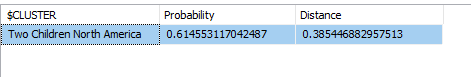 $CLUSTER Probability Distance
Two Children North America 0.614553117042487 0.385446882957513